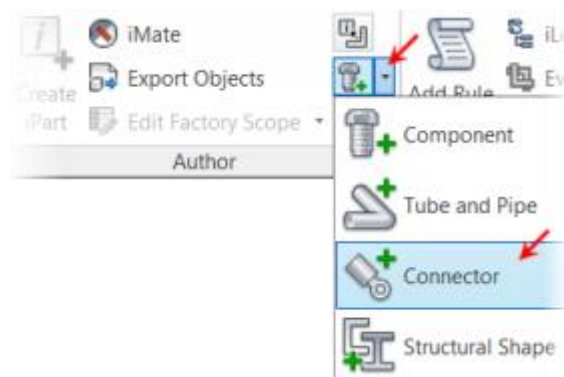 iMate
Export Objects
Create
iPart
Edit Factory Scope
Author
Add Rule
Component
Tube and Pipe
Connector
Structural Shape